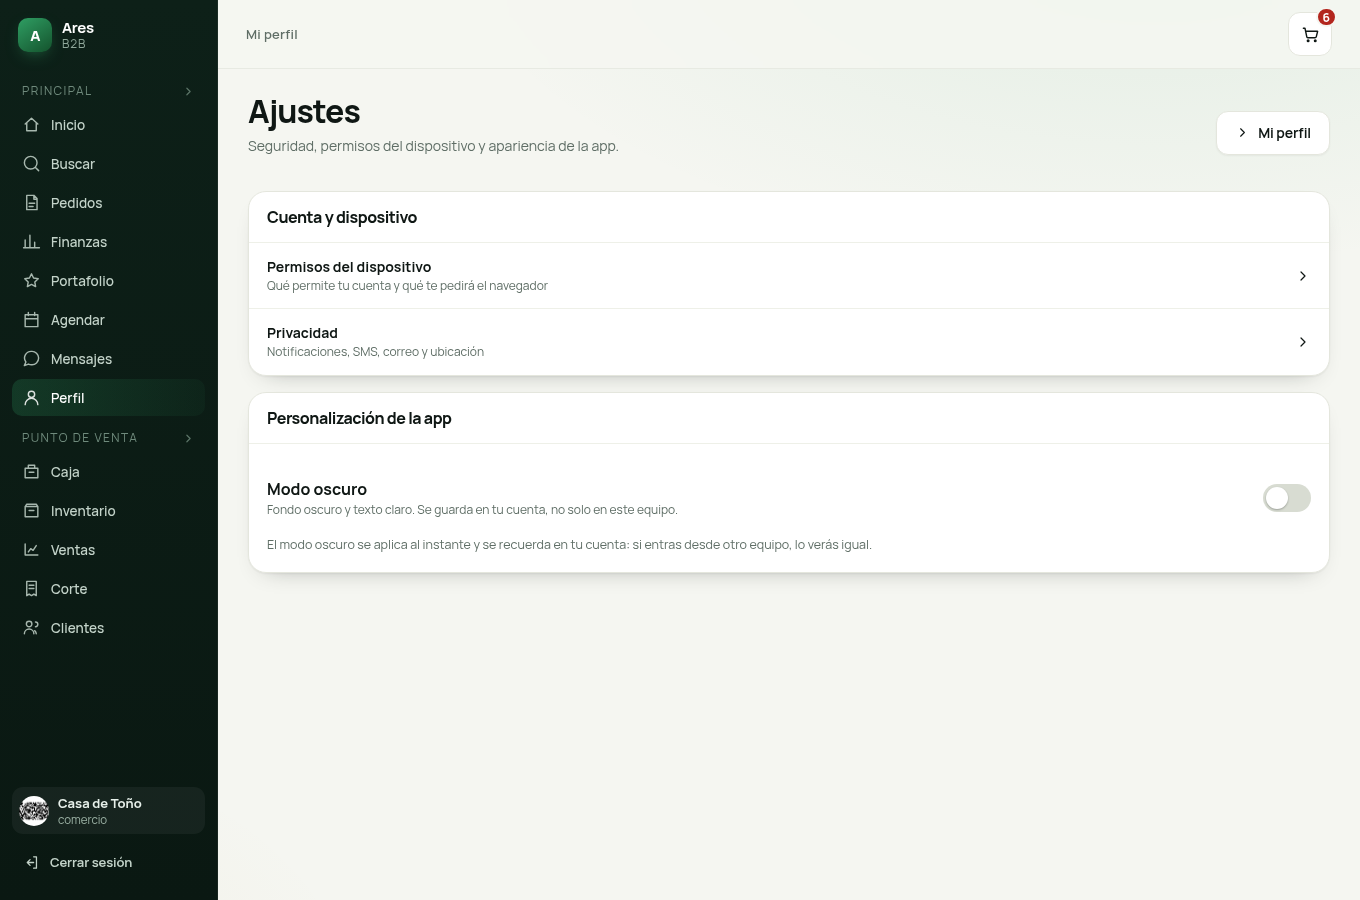 A
Ares
B2B
PRINCIPAL
Inicio
Buscar
Pedidos
Finanzas
Portafolio
Agendar
Mensajes
Perfil
PUNTO DE VENTA
Caja
Inventario
Ventas
Corte
Clientes
Casa de Toño
comercio
Cerrar sesión
Mi perfil
6
Ajustes
Seguridad, permisos del dispositivo y apariencia de la app.
Mi perfil
Cuenta y dispositivo
Permisos del dispositivo
Qué permite tu cuenta y qué te pedirá el navegador
Privacidad
Notificaciones, SMS, correo y ubicación
Personalización de la app
Modo oscuro
Fondo oscuro y texto claro. Se guarda en tu cuenta, no solo en este equipo.
El modo oscuro se aplica al instante y se recuerda en tu cuenta: si entras desde otro equipo, lo verás igual.